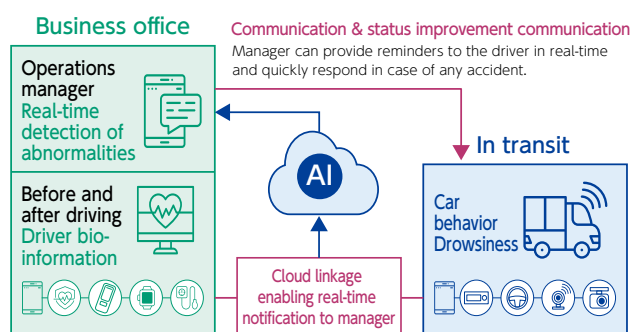 Business office
Operations
manager
Real-time
detection of
abnormalities
Before and
after driving
Driver bio-
information
Communication & status improvement communication
Manager can provide reminders to the driver in real-time
and quickly respond in case of any accident.
AI
Cloud linkage
enabling real-time
notification to manager
In transit
Car
behavior
Drowsiness